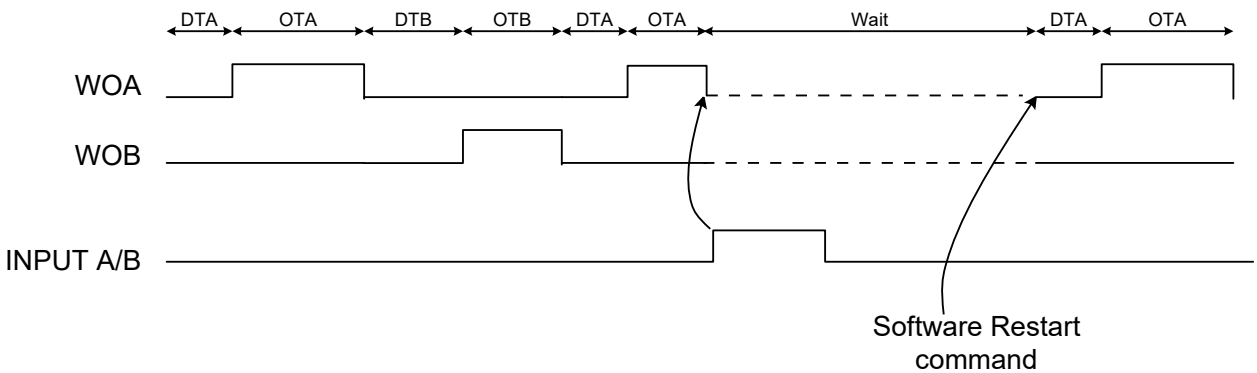 DTA OTA DTB OTB DTA OTA Wait DTA OTA
WOA
WOB
INPUT A/B
Software Restart
command